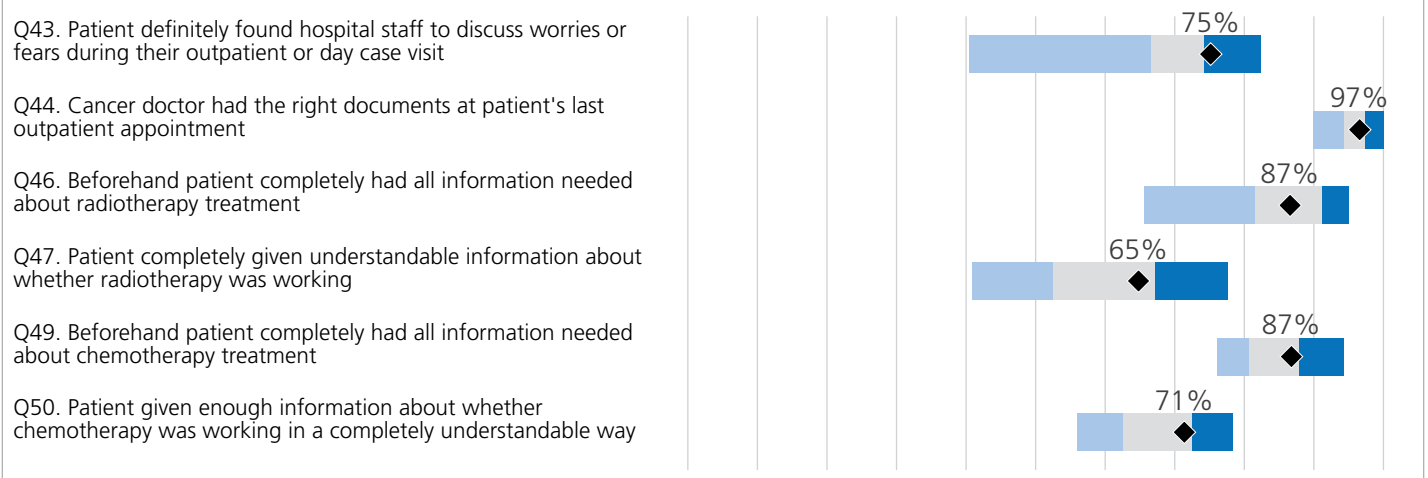 Q43. Patient definitely found hospital staff to discuss worries or
fears during their outpatient or day case visit
75%
Q44. Cancer doctor had the right documents at patient's last
outpatient appointment
97%
Q46. Beforehand patient completely had all information needed
about radiotherapy treatment
87%
Q47. Patient completely given understandable information about
whether radiotherapy was working
65%
Q49. Beforehand patient completely had all information needed
about chemotherapy treatment
87%
Q50. Patient given enough information about whether
chemotherapy was working in a completely understandable way
71%